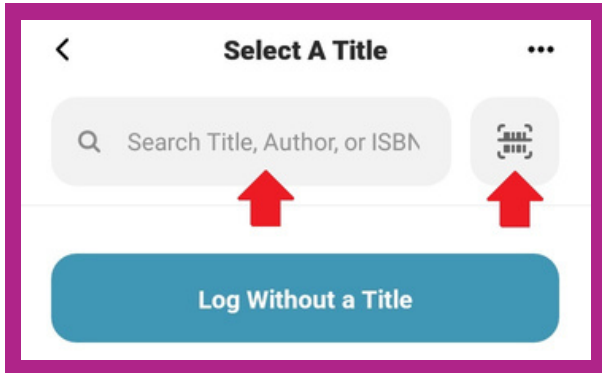 Select A Title
Search Title, Author, or ISBN
Log Without a Title